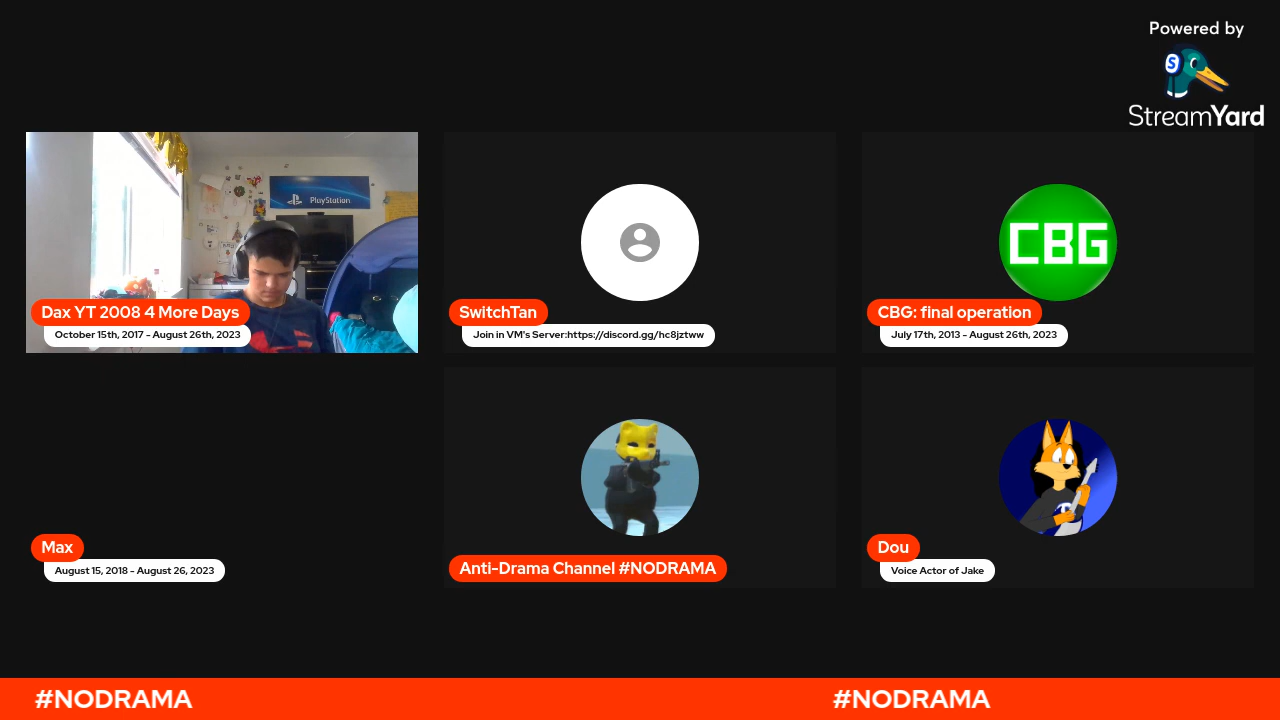 Powered by
StreamYard
PlayStation
Dax YT 2008 4 More Days
October 15th, 2017 - August 26th, 2023
SwitchTan
Join in VM's Server:https://discord.gg/hc8jztww
CBG
CBG: final operation
July 17th, 2013 - August 26th, 2023
Max
August 15, 2018 - August 26, 2023
Anti-Drama Channel #NODRAMA
Dou
Voice Actor of Jake
#NODRAMA
#NODRAMA